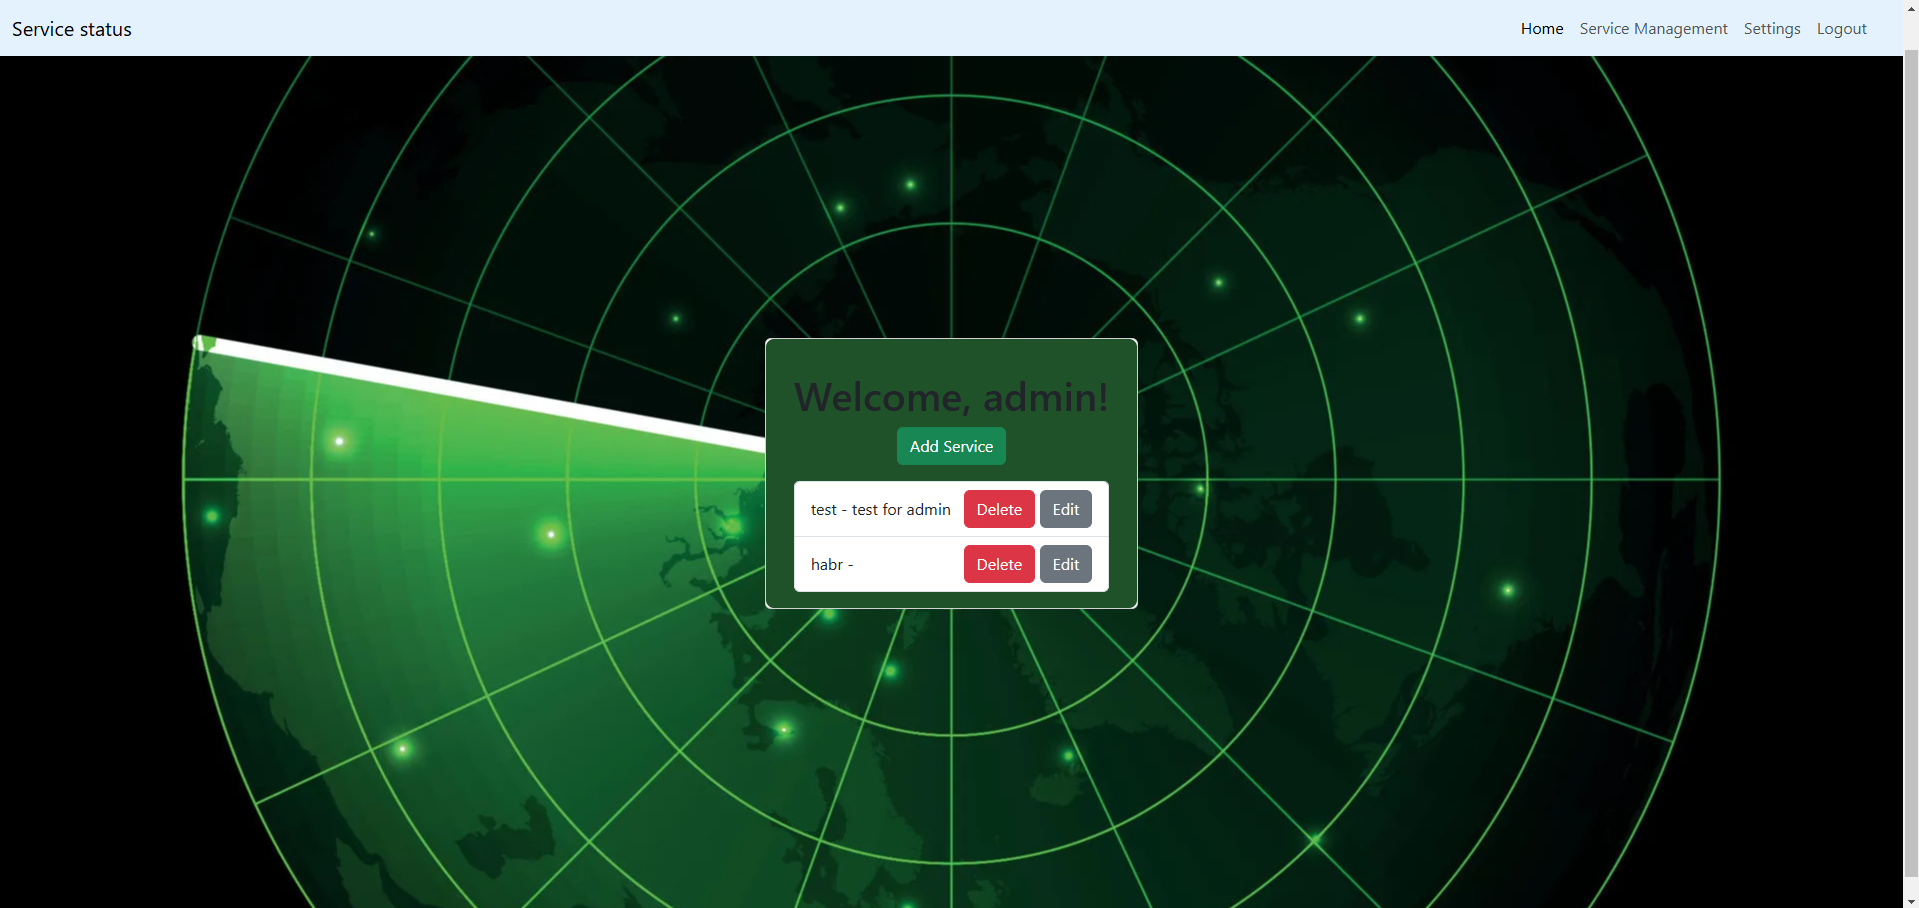 Service status
Home Service Management Settings Logout
Welcome, admin!
Add Service
test - test for admin Delete Edit
habr - Delete Edit